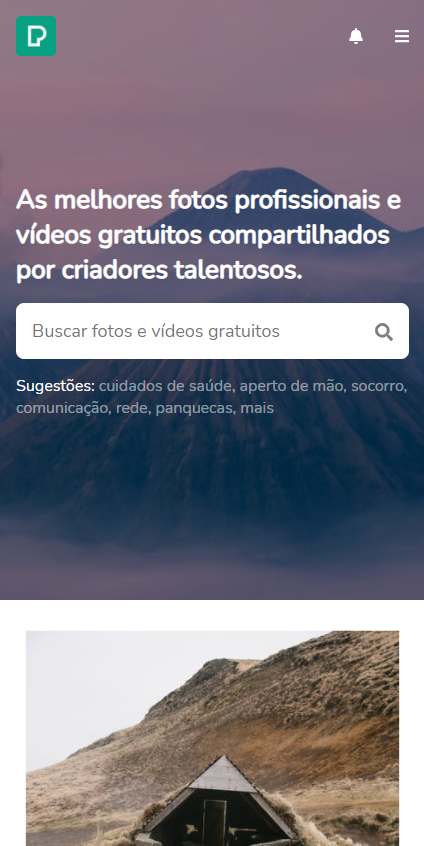 As melhores fotos profissionais e
vídeos gratuitos compartilhados
por criadores talentosos.
Buscar fotos e vídeos gratuitos
Sugestões: cuidados de saúde, aperto de mão, socorro,
comunicação, rede, panquecas, mais